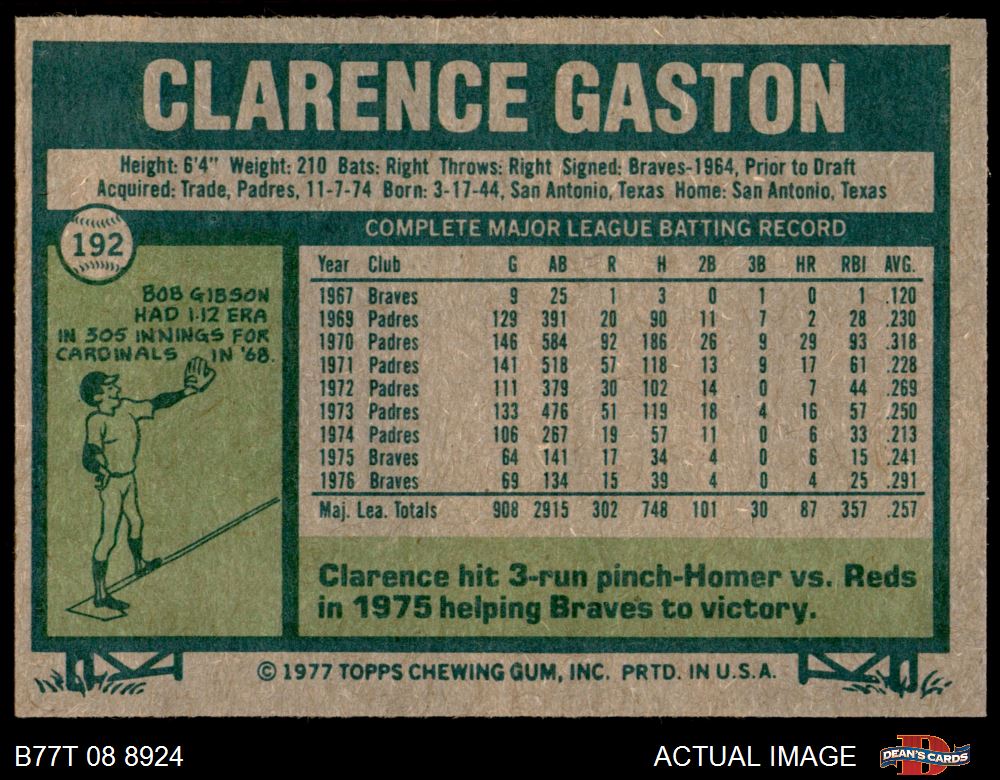 CLARENCE GASTON
Height: 6'4" Weight: 210 Bats: Right Throws: Right Signed: Braves-1964, Prior to Draft
Acquired: Trade, Padres, 11-7-74 Born: 3-17-44, San Antonio, Texas Home: San Antonio, Texas
192
COMPLETE MAJOR LEAGUE BATTING RECORD
BOB GIBSON
HAD 1.12 ERA
IN 305 INNINGS FOR
CARDINALS IN '68.
Year Club G AB R H 2B 3B HR RBI AVG.
1967 Braves 9 25 1 3 0 1 0 1 .120
1969 Padres 129 391 20 90 11 7 2 28 .230
1970 Padres 146 584 92 186 26 9 29 93 .318
1971 Padres 141 518 57 118 13 9 17 61 .228
1972 Padres 111 379 30 102 14 0 7 44 .269
1973 Padres 133 476 51 119 18 4 16 57 .250
1974 Padres 106 267 19 57 11 0 6 33 .213
1975 Braves 64 141 17 34 4 0 6 15 .241
1976 Braves 69 134 15 39 4 0 4 25 .291
Maj. Lea. Totals 908 2915 302 748 101 30 87 357 .257
Clarence hit 3-run pinch-Homer vs. Reds
in 1975 helping Braves to victory.
© 1977 TOPPS CHEWING GUM, INC. PRTD. IN U.S.A.
B77T 08 8924
ACTUAL IMAGE
D
DEAN'S CARDS